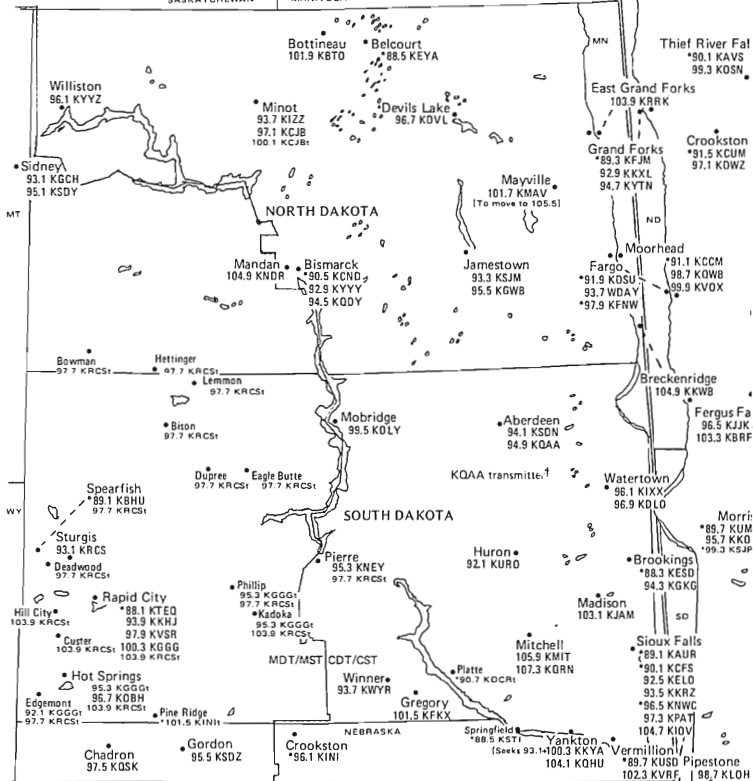 SASKATCHEWAN
Bottineau
101.9 KBTO
Belcourt
*88.5 KEYA
MN
Thief River Fal
*90.1 KAVS
99.3 KOSN
Williston
96.1 KYYZ
Minot
93.7 KIZZ
97.1 KCJB
100.1 KCJBt
Devils Lake
96.7 KDVL
East Grand Forks
103.9 KRRK
Grand Forks
*89.3 KFJM
92.9 KKXL
94.7 KYTN
Crookston
*91.5 KCUM
97.1 KDWZ
Sidney
93.1 KGCH
95.1 KSDY
Mayville
101.7 KMAV
[To move to 105.5]
MT
NORTH DAKOTA
ND
Mandan
104.9 KNDR
Bismarck
*90.5 KCND
92.9 KYYY
94.5 KQDY
Jamestown
93.3 KSJM
95.5 KGWB
Fargo
*91.9 KDSU
93.7 WDAY
*97.9 KFNW
Moorhead
*91.1 KCCM
98.7 KQWB
99.9 KVOX
Bowman
97.7 KRCSt
Hettinger
97.7 KRCSt
Lemmon
97.7 KRCSt
Breckenridge
104.9 KKWB
Fergus Fa
96.5 KJJK
103.3 KBRF
Bison
97.7 KRCSt
Mobridge
99.5 KOLY
Aberdeen
94.1 KSDN
94.9 KQAA
KQAA transmitter
Dupree
97.7 KRCSt
Eagle Butte
97.7 KRCSt
Watertown
96.1 KIXX
96.9 KDLO
WY
Spearfish
*89.1 KBHU
97.7 KRCSt
SOUTH DAKOTA
Morris
*89.7 KUM
95.7 KKO
*99.3 KSJR
Sturgis
93.1 KRCS
Deadwood
97.7 KRCSt
Pierre
95.3 KNEY
97.7 KRCSt
Huron
92.1 KURO
Brookings
*88.3 KESD
94.3 KGKG
Phillip
95.3 KGGGt
97.7 KRCSt
Kadoka
95.3 KGGGt
103.9 KRCSt
Rapid City
*88.1 KTEQ
93.9 KKHJ
97.9 KVSR
100.3 KGGG
103.9 KRCSt
Hill City
103.9 KRCSt
Custer
103.9 KRCSt
Madison
103.1 KJAM
SD
MDT/MST CDT/CST
Mitchell
105.9 KMIT
107.3 KQRN
Sioux Falls
*89.1 KAUR
*90.1 KCFS
92.5 KELO
93.5 KKRZ
*96.5 KNWC
97.3 KPAT
104.7 KIOV
Hot Springs
95.3 KGGGt
96.7 KOBH
103.9 KRCSt
Edgemont
92.1 KGGGt
97.7 KRCSt
Winner
93.7 KWYR
Platte
*90.7 KDCRt
Gregory
101.5 KFKX
Pine Ridge
*101.5 KINIt
NEBRASKA
Chadron
97.5 KQSK
Gordon
95.5 KSDZ
Crookston
*96.1 KINI
Springfield
*88.5 KSTI
[Seeks 93.1]
Yankton
100.3 KKYA
104.1 KQHU
Vermillion
*89.7 KUSD
102.3 KVRF
Pipestone
98.7 KLOH